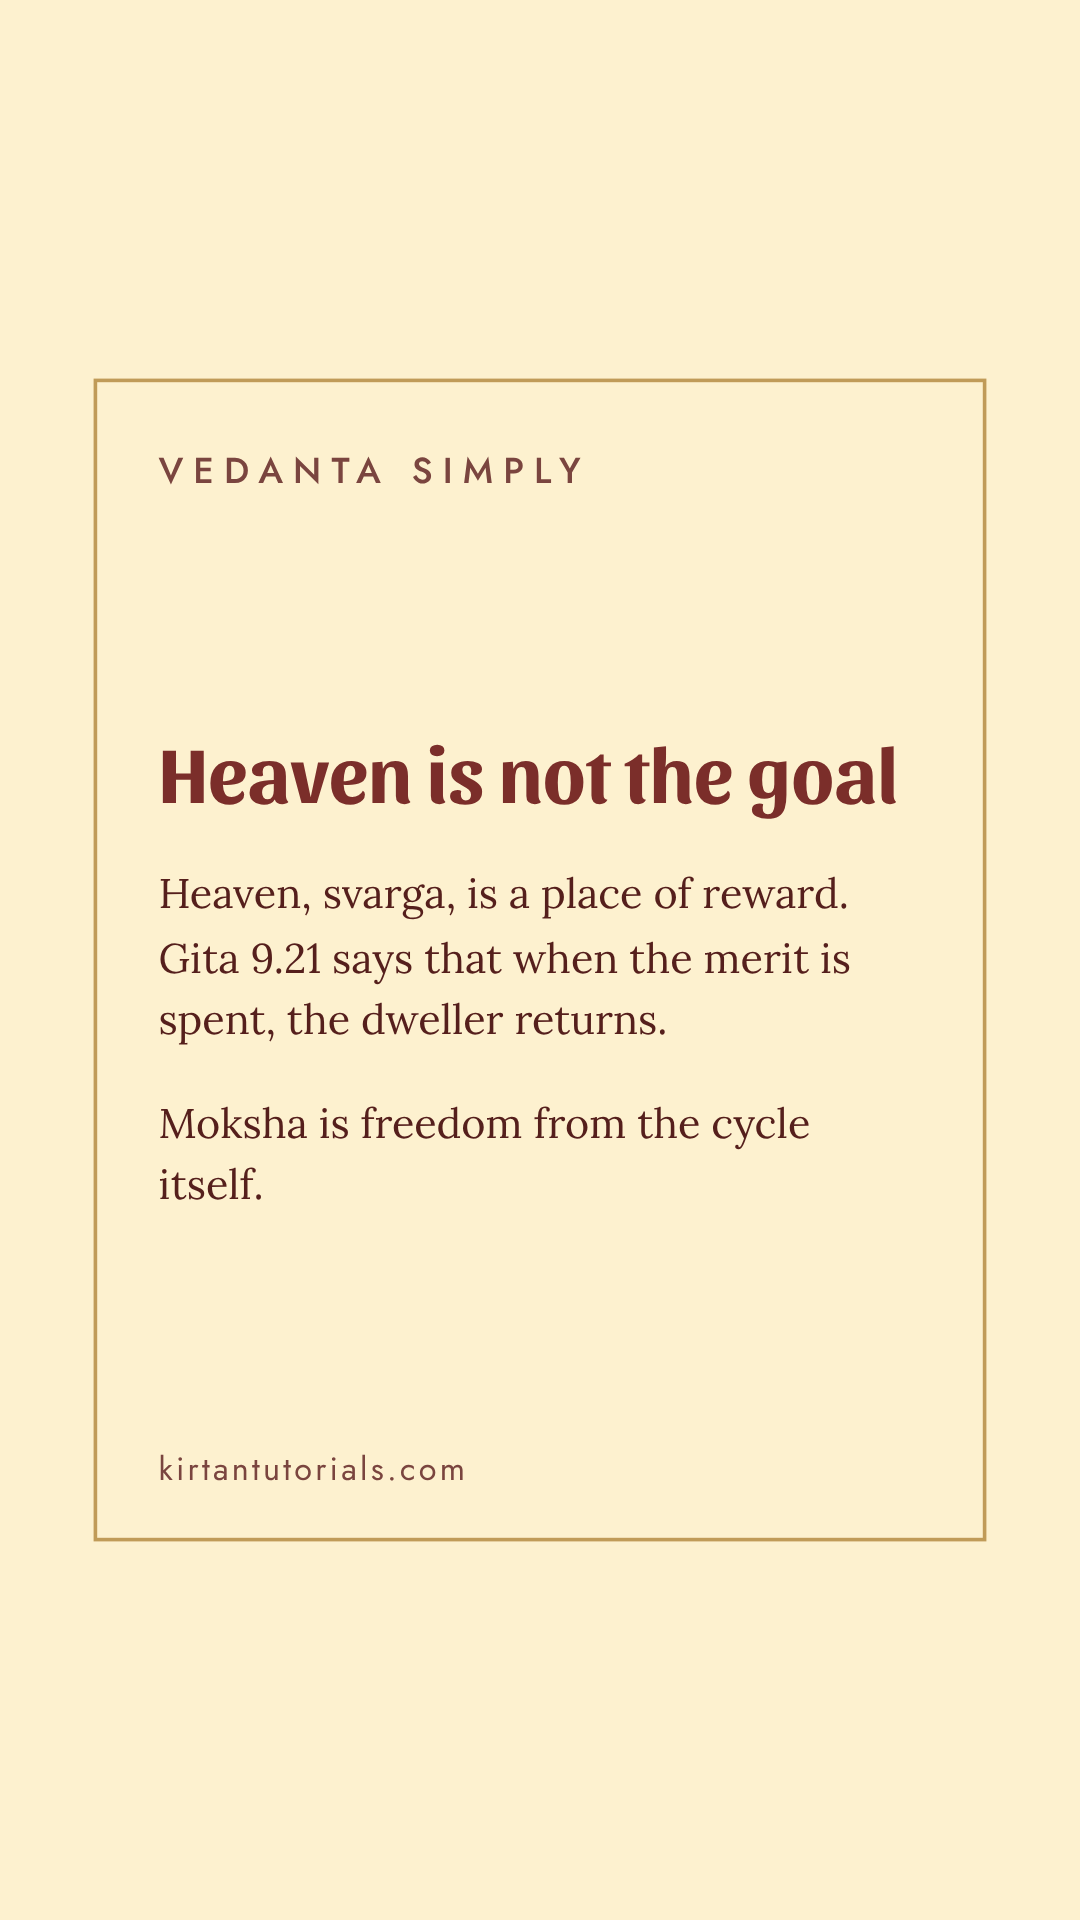 VEDANTA SIMPLY
Heaven is not the goal
Heaven, svarga, is a place of reward.
Gita 9.21 says that when the merit is
spent, the dweller returns.
Moksha is freedom from the cycle
itself.
kirtantutorials.com